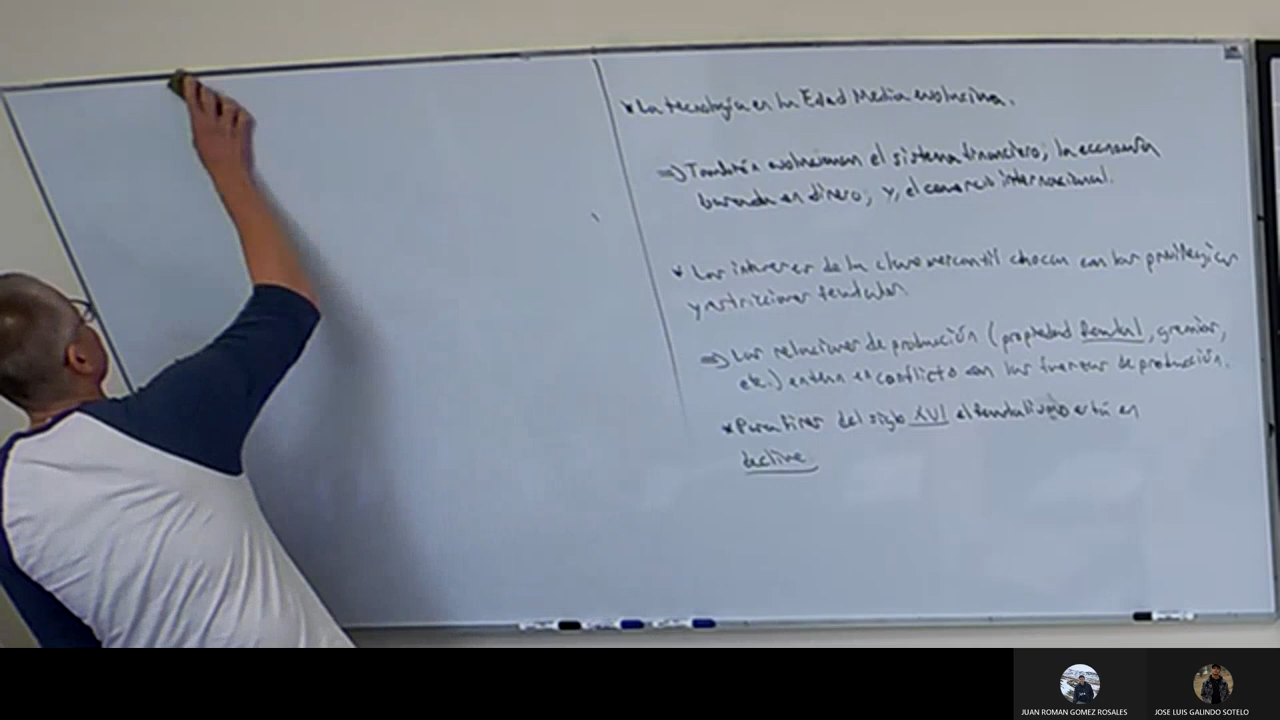 * La tecnología en la Edad Media evoluciona.
=> También evolucionan el sistema financiero, la economía
basada en dinero, y, el comercio internacional.
* Los intereses de la clase mercantil chocan con los privilegios
y restricciones feudales
=> Las relaciones de producción (propiedad feudal, gremios,
etc.) entran en conflicto con las fuerzas de producción.
* Para fines del siglo XVI el feudalismo está en
declive.
JUAN ROMAN GOMEZ ROSALES
JOSE LUIS GALINDO SOTELO